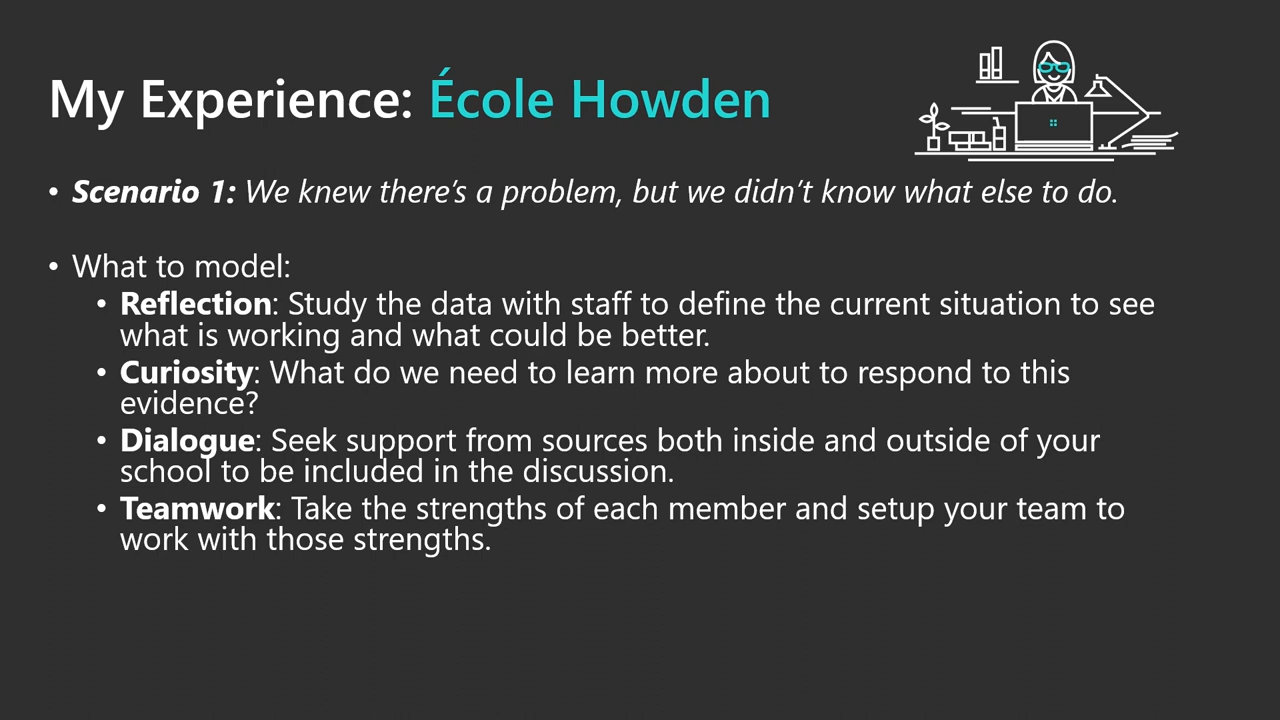 My Experience: École Howden
• Scenario 1: We knew there's a problem, but we didn't know what else to do.
• What to model:
• Reflection: Study the data with staff to define the current situation to see
what is working and what could be better.
• Curiosity: What do we need to learn more about to respond to this
evidence?
• Dialogue: Seek support from sources both inside and outside of your
school to be included in the discussion.
• Teamwork: Take the strengths of each member and setup your team to
work with those strengths.